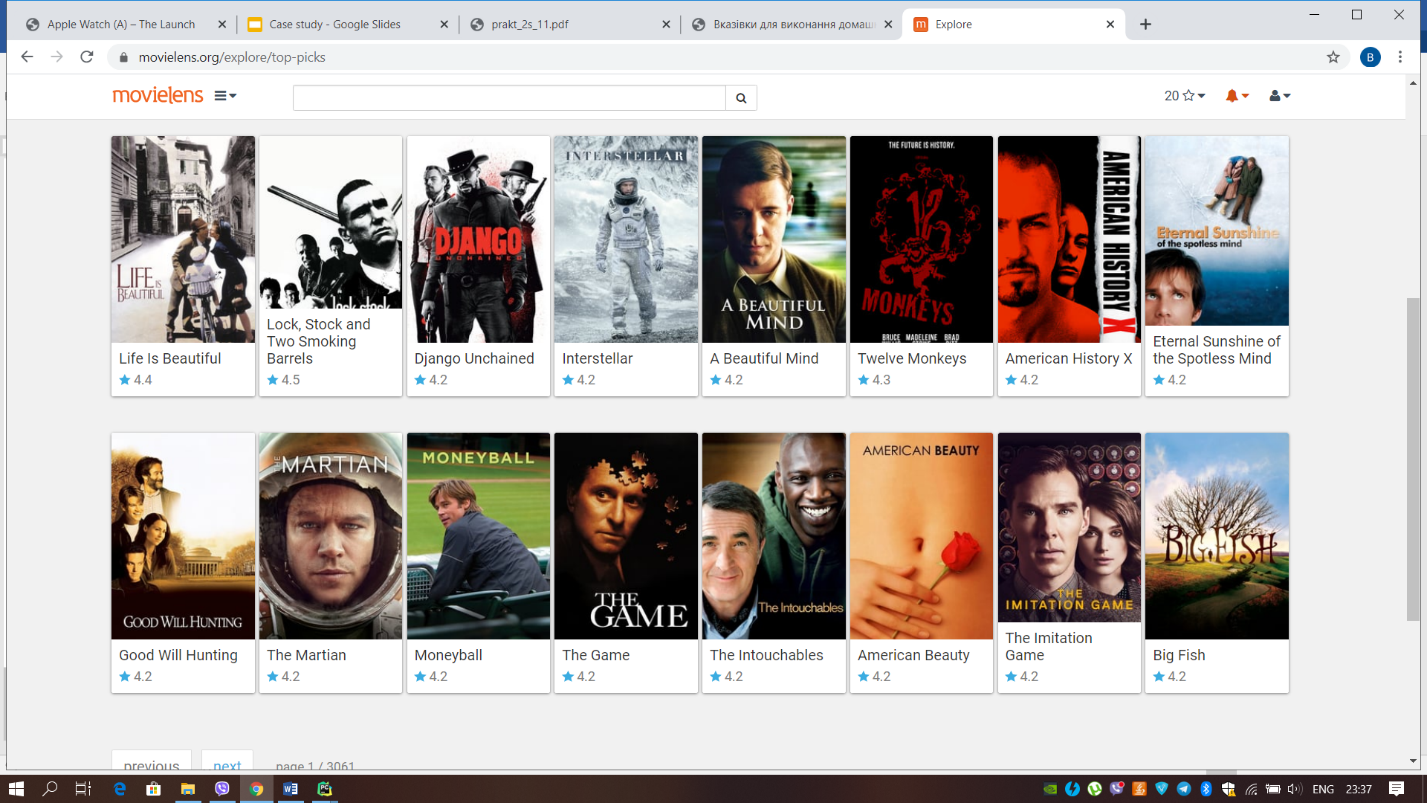 Apple Watch (A) – The Launch
Case study - Google Slides
prakt_2s_11.pdf
Вказівки для виконання домашн
Explore
movielens.org/explore/top-picks
B
movielens
20
LIFE IS BEAUTIFUL
lock, stock
DJANGO
UNCHAINED
INTERSTELLAR
A BEAUTIFUL MIND
THE FUTURE IS HISTORY.
12
MONKEYS
BRUCE MADELEINE BRAD
AMERICAN HISTORY X
Eternal Sunshine
of the spotless mind
Life Is Beautiful
Lock, Stock and
Two Smoking
Barrels
Django Unchained
Interstellar
A Beautiful Mind
Twelve Monkeys
American History X
Eternal Sunshine of
the Spotless Mind
4.4
4.5
4.2
4.2
4.2
4.3
4.2
4.2
GOOD WILL HUNTING
THE MARTIAN
MONEYBALL
THE GAME
The Intouchables
AMERICAN BEAUTY
THE
IMITATION GAME
BIG FISH
Good Will Hunting
The Martian
Moneyball
The Game
The Intouchables
American Beauty
The Imitation
Game
Big Fish
4.2
4.2
4.2
4.2
4.2
4.2
4.2
4.2
previous
next
page 1 / 3061
ENG
23:37